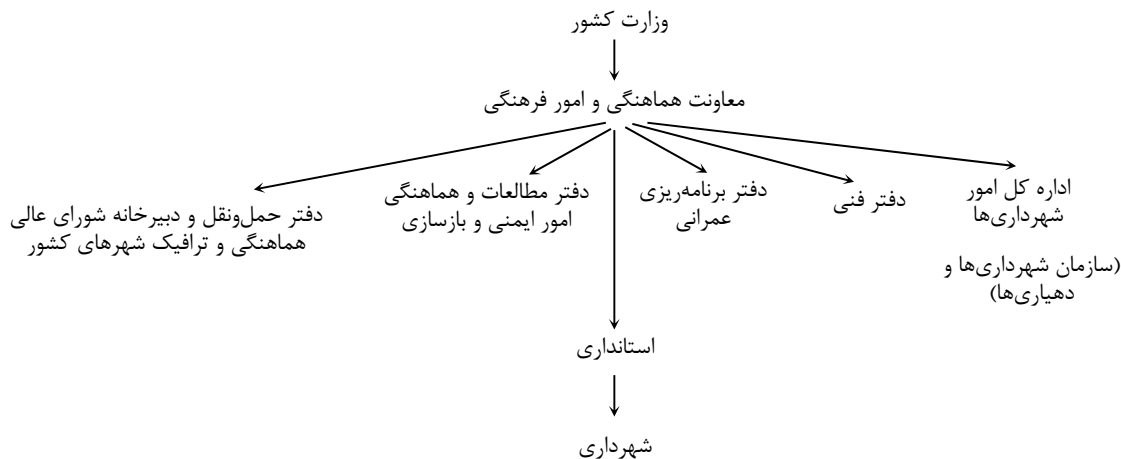 وزارت کشور
معاونت هماهنگی و امور فرهنگی
اداره کل امور
شهرداری‌ها
(سازمان شهرداری‌ها و
دهیاری‌ها)
دفتر فنی
دفتر برنامه‌ریزی
عمرانی
دفتر مطالعات و هماهنگی
امور ایمنی و بازسازی
دفتر حمل‌ونقل و دبیرخانه شورای عالی
هماهنگی و ترافیک شهرهای کشور
استانداری
شهرداری